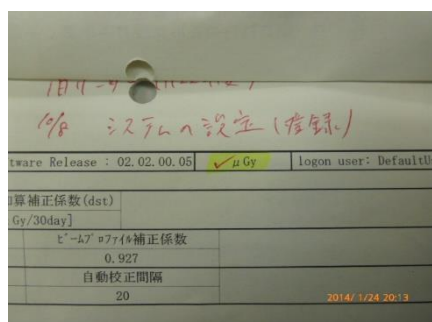 10/8 システムの設定(登録)
tware Release : 02.02.00.05 ✓μGy logon user: DefaultU
算補正係数(dst)
Gy/30day]
ビームプロファイル補正係数
0.927
自動校正間隔
20
2014/ 1/24 20:13